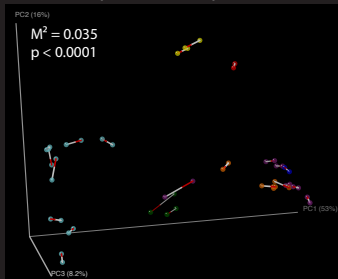 PC2 (16%)
M² = 0.035
p < 0.0001
PC1 (53%)
PC3 (8.2%)